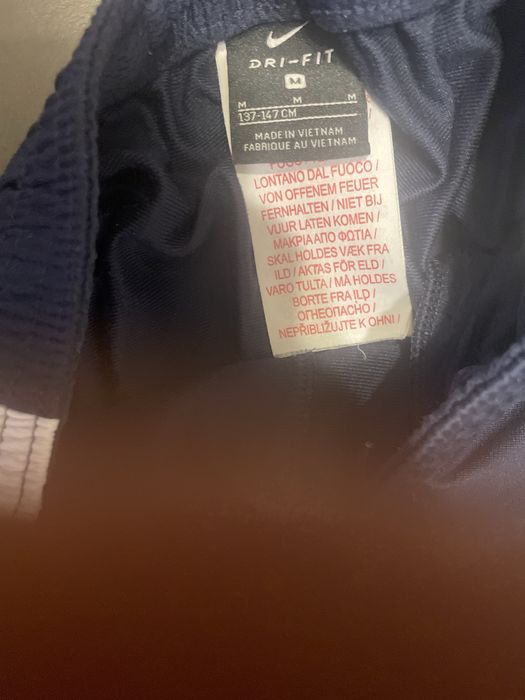 DRI-FIT
M
M M M
137-147 CM
MADE IN VIETNAM
FABRIQUE AU VIETNAM
LONTANO DAL FUOCO /
VON OFFENEM FEUER
FERNHALTEN / NIET BIJ
VUUR LATEN KOMEN /
ΜΑΚΡΙΑ ΑΠΟ ΦΩΤΙΑ /
SKAL HOLDES VÆK FRA
ILD / AKTAS FÖR ELD /
VARO TULTA / MÅ HOLDES
BORTE FRA ILD /
ОГНЕОПАСНО /
NEPŘIBLIŽUJTE K OHNI /